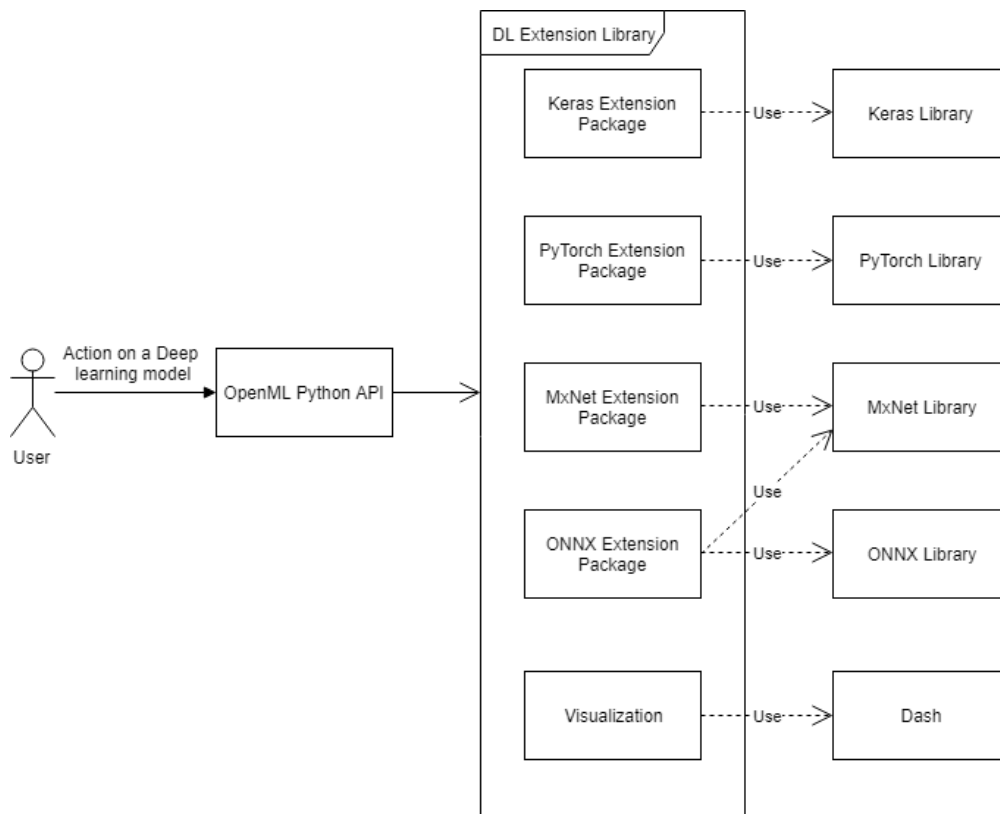 DL Extension Library
Keras Extension
Package
Use
Keras Library
PyTorch Extension
Package
Use
PyTorch Library
Action on a Deep
learning model
OpenML Python API
User
MxNet Extension
Package
Use
MxNet Library
Use
ONNX Extension
Package
Use
ONNX Library
Visualization
Use
Dash